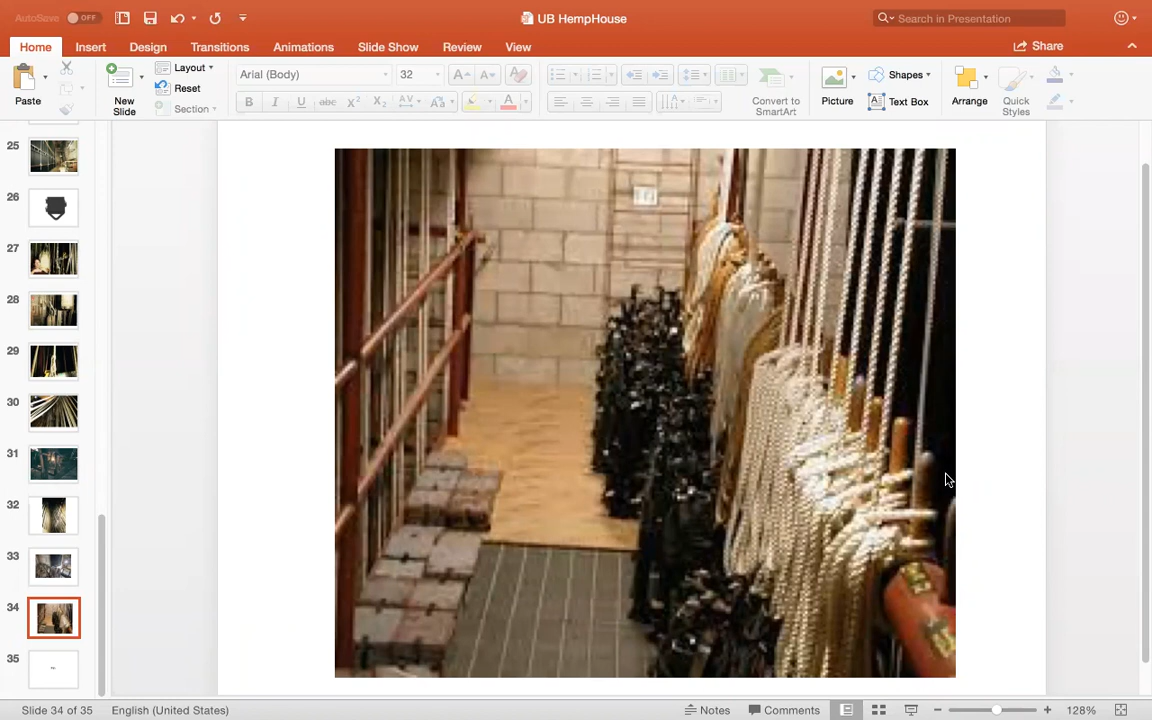 AutoSave OFF UB HempHouse Search in Presentation
Home Insert Design Transitions Animations Slide Show Review View Share
Paste New Slide Layout Reset Section Arial (Body) 32 Convert to SmartArt Picture Shapes Text Box Arrange Quick Styles
25
26
27
28
29
30
31
32
33
34
35
Slide 34 of 35 English (United States) Notes Comments 128%